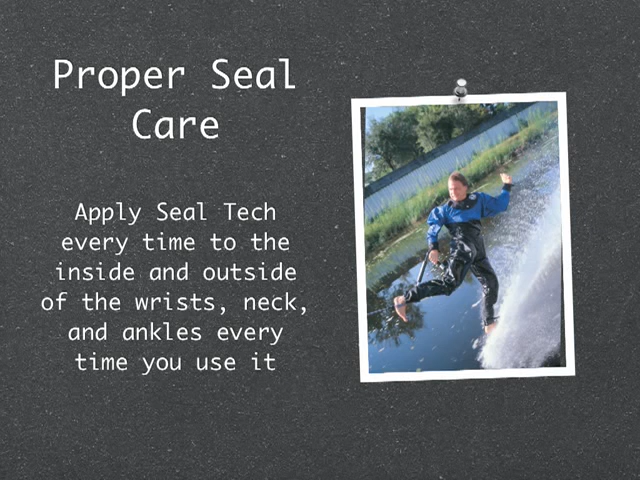 Proper Seal
Care
Apply Seal Tech
every time to the
inside and outside
of the wrists, neck,
and ankles every
time you use it